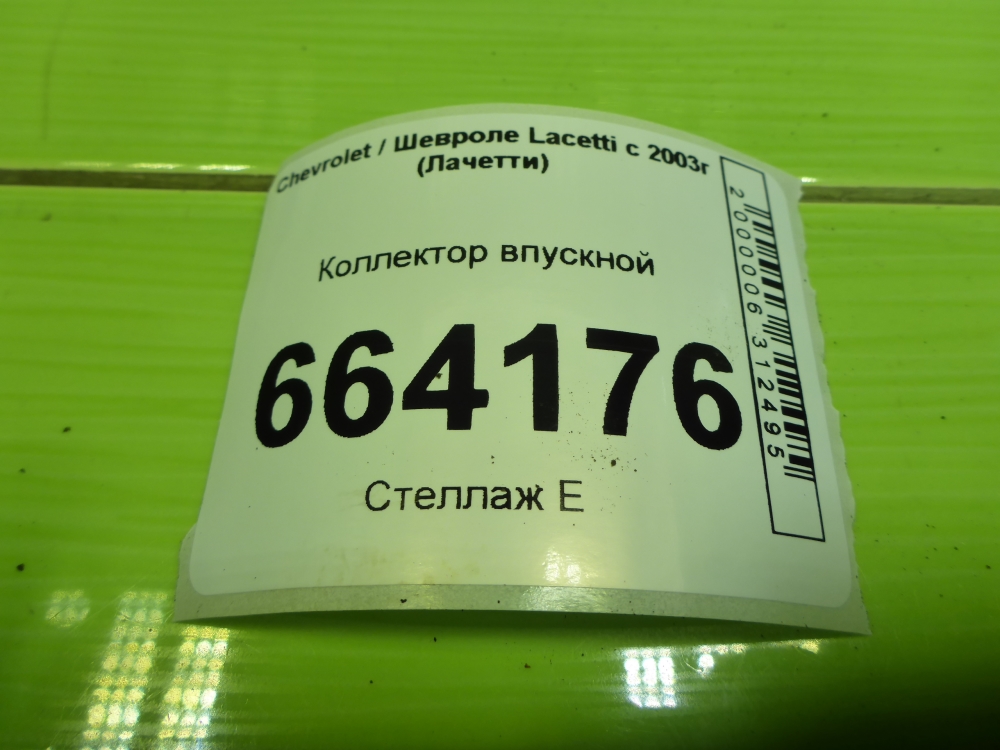 Chevrolet / Шевроле Lacetti с 2003г
(Лачетти)
Коллектор впускной
664176
Стеллаж Е
2000006312495